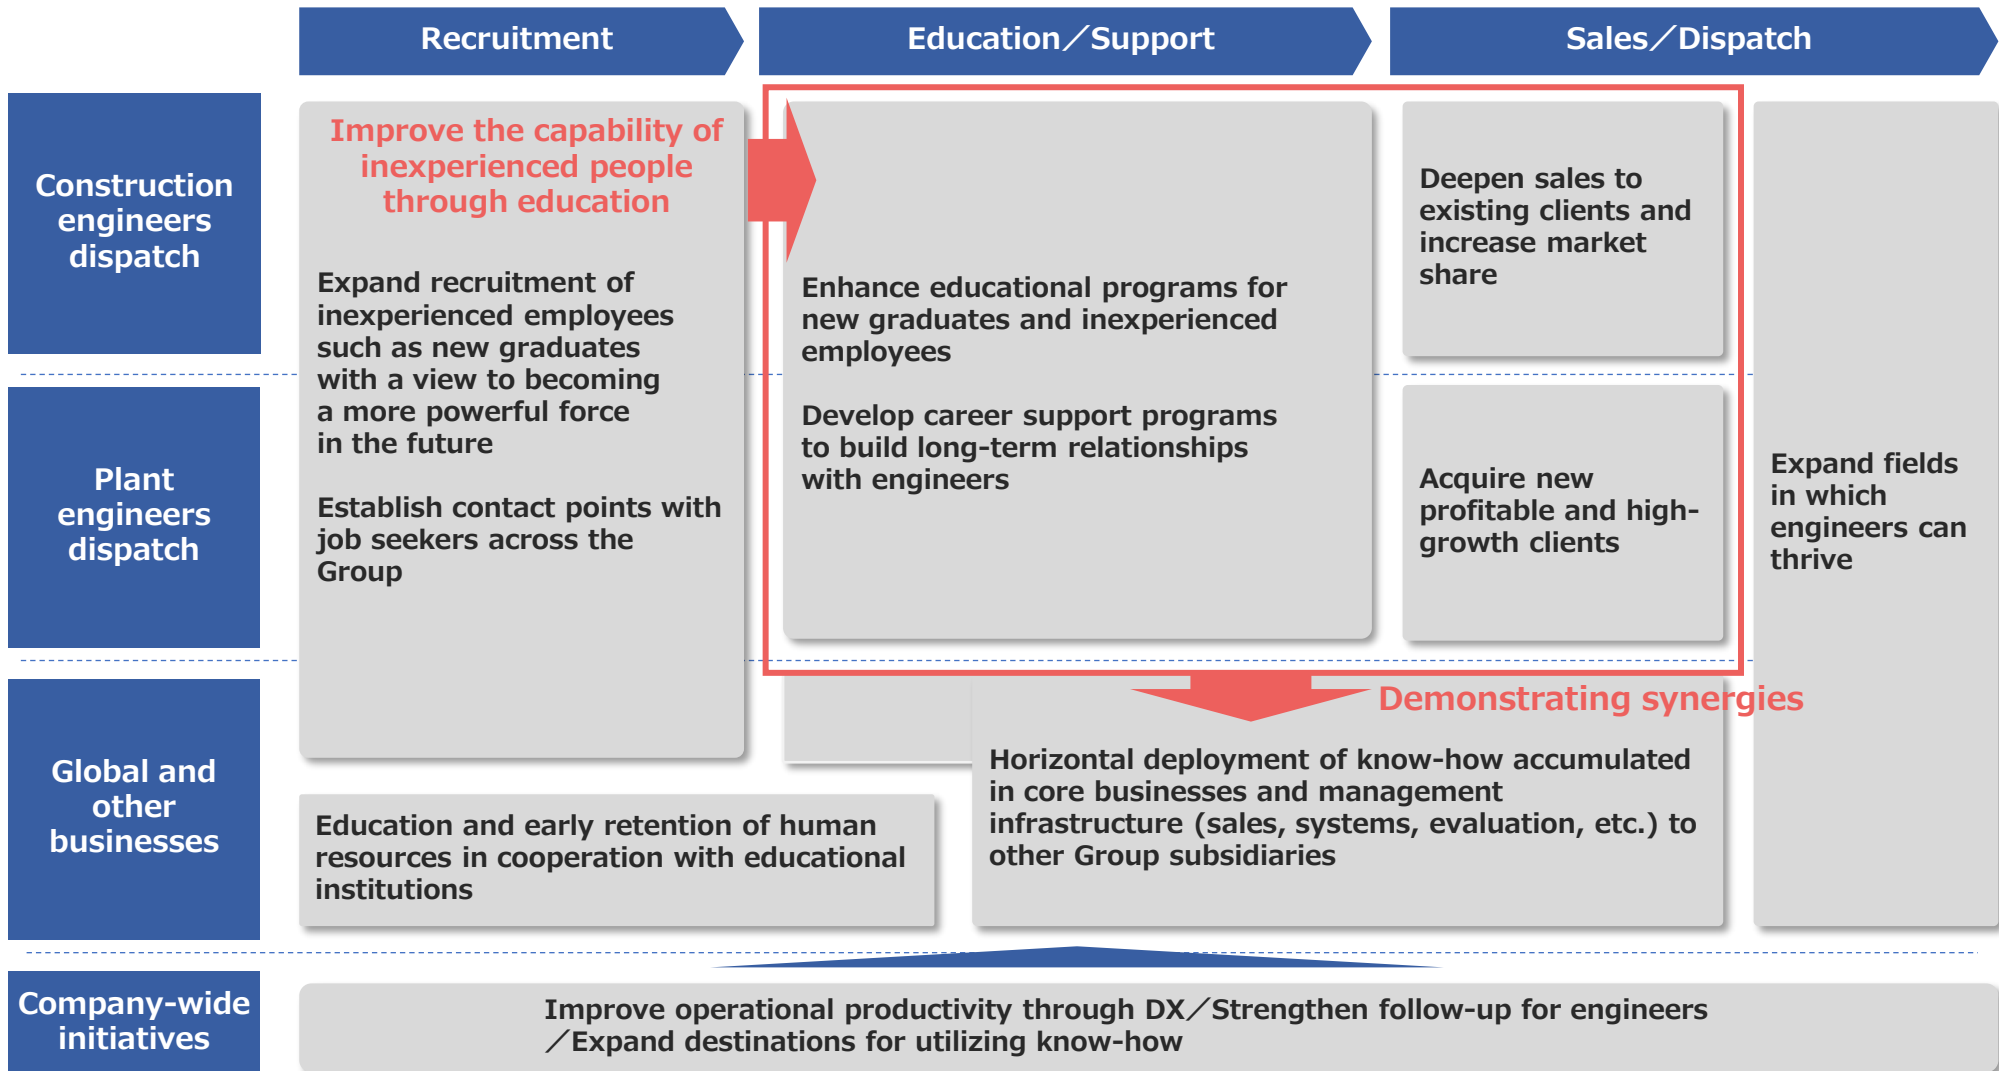 Recruitment
Education／Support
Sales／Dispatch
Construction
engineers
dispatch
Improve the capability of
inexperienced people
through education
Expand recruitment of
inexperienced employees
such as new graduates
with a view to becoming
a more powerful force
in the future
Establish contact points with
job seekers across the
Group
Enhance educational programs for
new graduates and inexperienced
employees
Develop career support programs
to build long-term relationships
with engineers
Deepen sales to
existing clients and
increase market
share
Plant
engineers
dispatch
Acquire new
profitable and high-
growth clients
Expand fields
in which
engineers can
thrive
Demonstrating synergies
Global and
other
businesses
Education and early retention of human
resources in cooperation with educational
institutions
Horizontal deployment of know-how accumulated
in core businesses and management
infrastructure (sales, systems, evaluation, etc.) to
other Group subsidiaries
Company-wide
initiatives
Improve operational productivity through DX／Strengthen follow-up for engineers
／Expand destinations for utilizing know-how